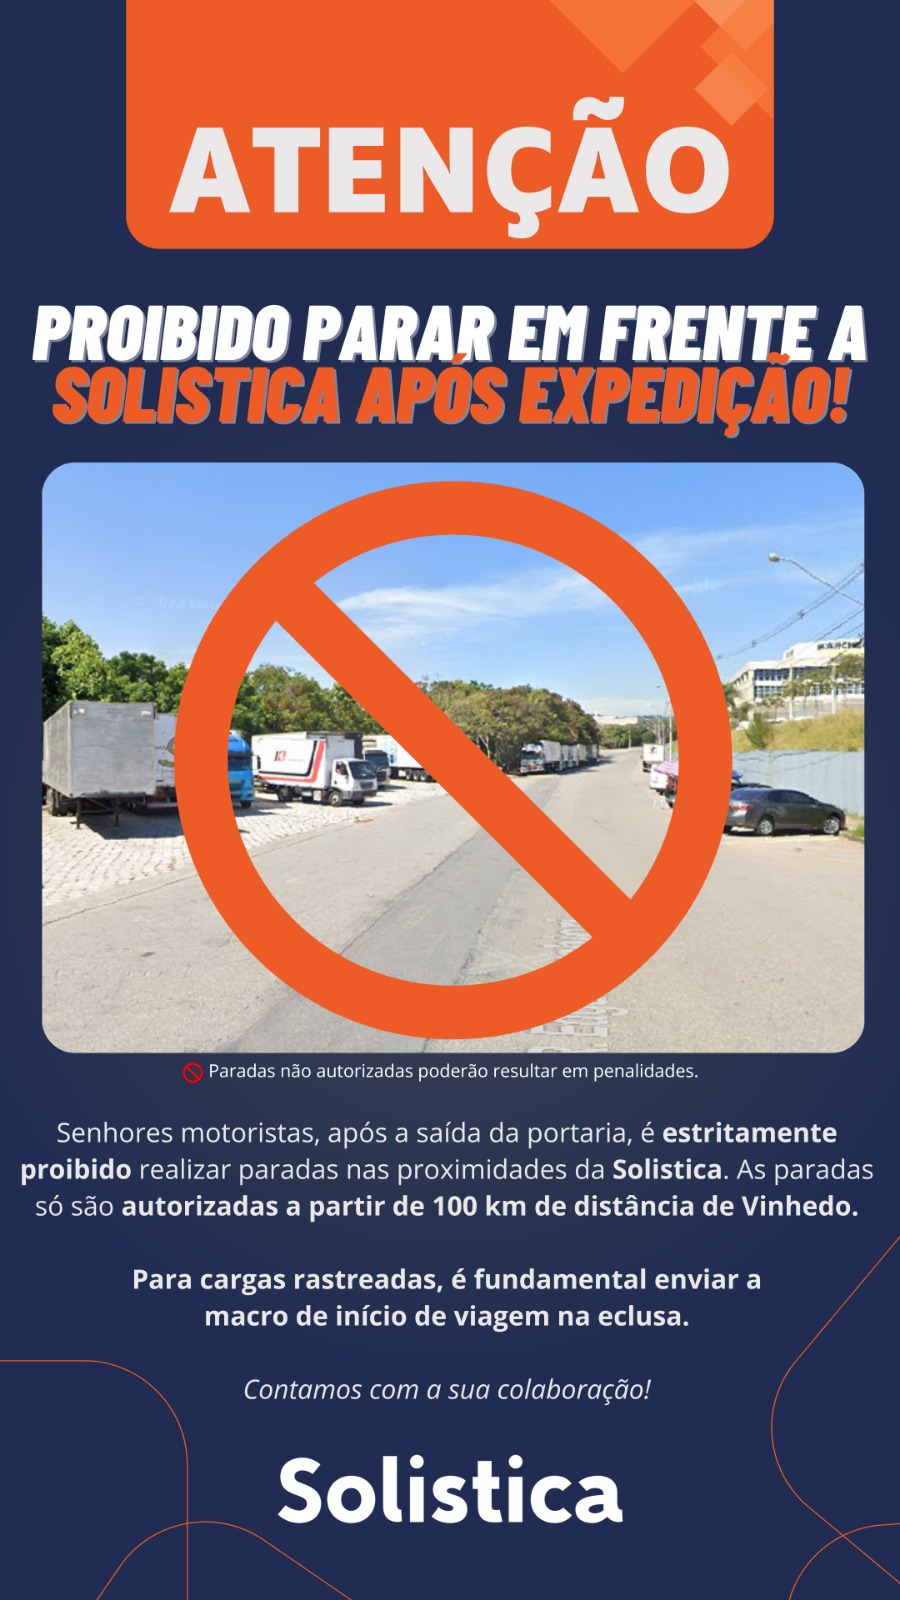 ATENÇÃO
PROIBIDO PARAR EM FRENTE A
SOLISTICA APÓS EXPEDIÇÃO!
Paradas não autorizadas poderão resultar em penalidades.
Senhores motoristas, após a saída da portaria, é estritamente
proibido realizar paradas nas proximidades da Solistica. As paradas
só são autorizadas a partir de 100 km de distância de Vinhedo.
Para cargas rastreadas, é fundamental enviar a
macro de início de viagem na eclusa.
Contamos com a sua colaboração!
Solistica